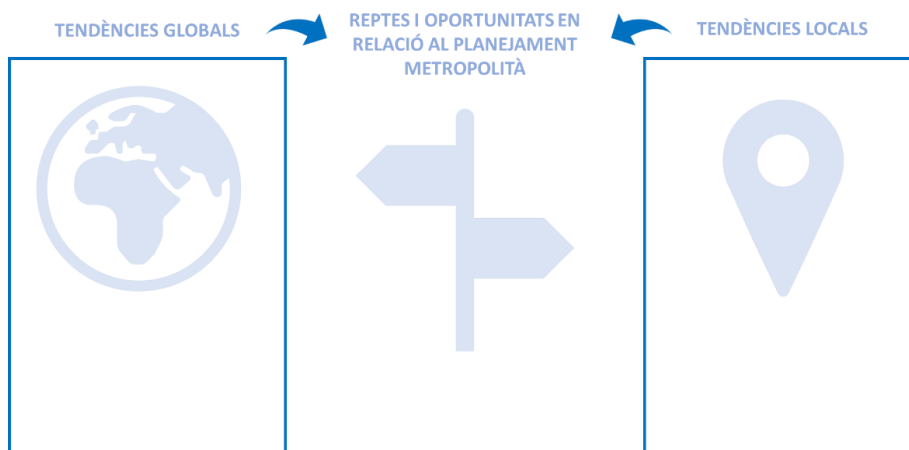 TENDÈNCIES GLOBALS
REPTES I OPORTUNITATS EN
RELACIÓ AL PLANEJAMENT
METROPOLITÀ
TENDÈNCIES LOCALS